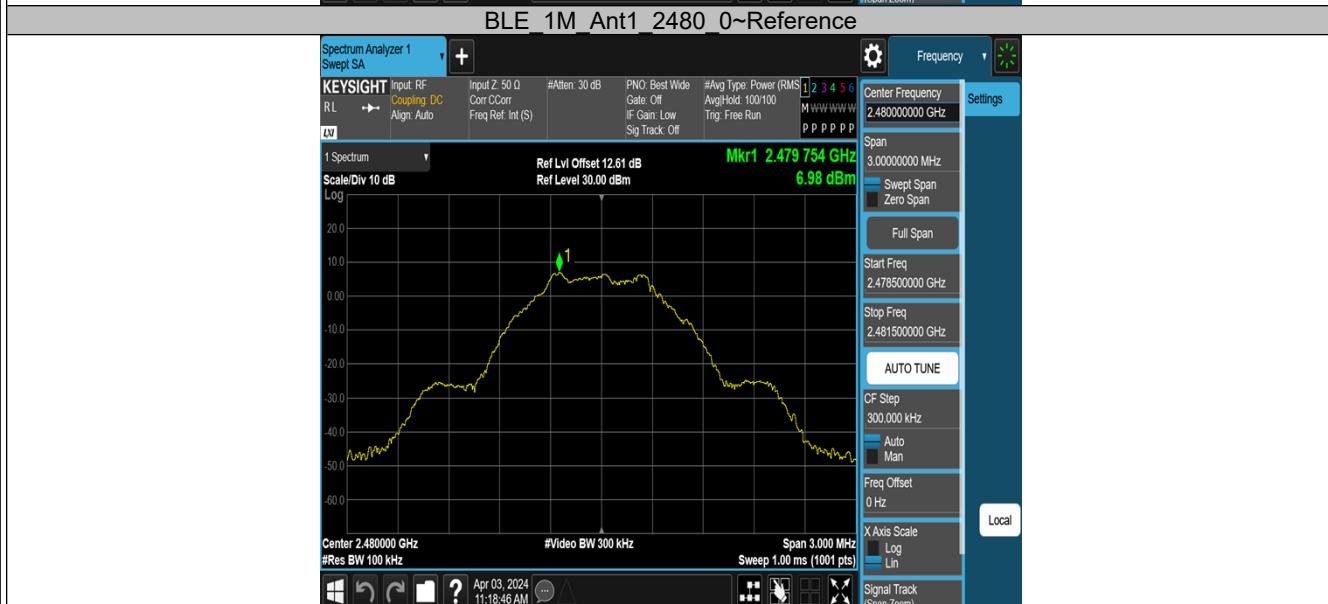 (Span Zoom)
BLE_1M_Ant1_2480_0~Reference
Spectrum Analyzer 1
Swept SA
+
Frequency
KEYSIGHT
RL
LXI
Input: RF
Coupling: DC
Align: Auto
Input Z: 50 Ω
Corr CCorr
Freq Ref: Int (S)
#Atten: 30 dB
PNO: Best Wide
Gate: Off
IF Gain: Low
Sig Track: Off
#Avg Type: Power (RMS
Avg|Hold: 100/100
Trig: Free Run
1 2 3 4 5 6
M W W W W W
P P P P P P
1 Spectrum
Scale/Div 10 dB
Log
Ref Lvl Offset 12.61 dB
Ref Level 30.00 dBm
Mkr1 2.479 754 GHz
6.98 dBm
20.0
10.0
0.00
-10.0
-20.0
-30.0
-40.0
-50.0
-60.0
1
Center 2.480000 GHz
#Res BW 100 kHz
#Video BW 300 kHz
Span 3.000 MHz
Sweep 1.00 ms (1001 pts)
Center Frequency
2.480000000 GHz
Span
3.00000000 MHz
Swept Span
Zero Span
Full Span
Start Freq
2.478500000 GHz
Stop Freq
2.481500000 GHz
AUTO TUNE
CF Step
300.000 kHz
Auto
Man
Freq Offset
0 Hz
X Axis Scale
Log
Lin
Signal Track
(Span Zoom)
Settings
Local
?
Apr 03, 2024
11:18:46 AM